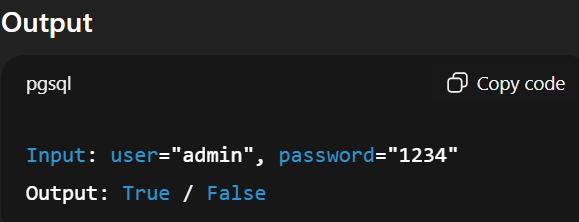 Output
pgsql
Copy code
Input: user="admin", password="1234"
Output: True / False